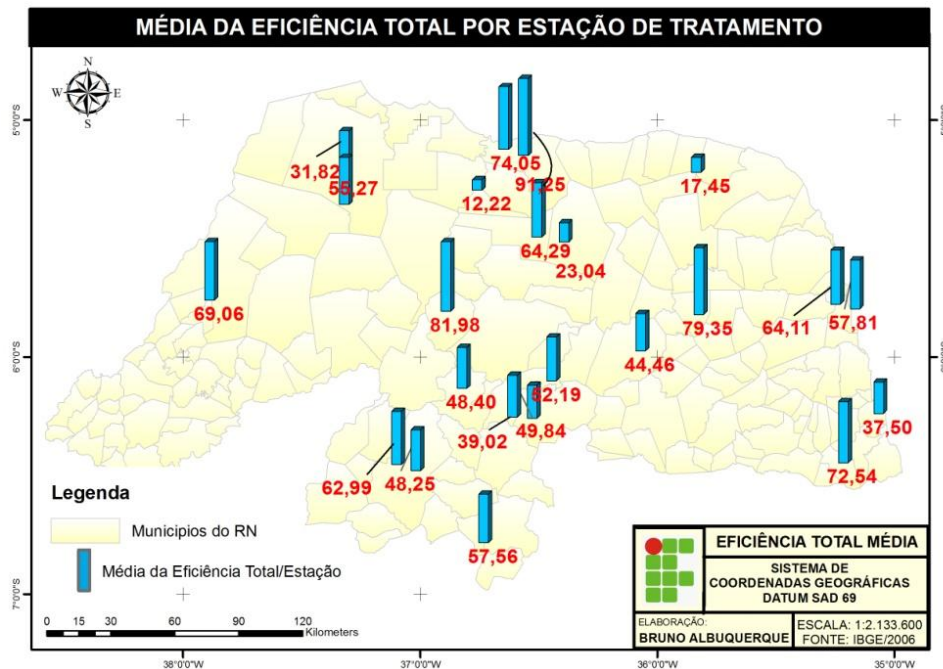 MÉDIA DA EFICIÊNCIA TOTAL POR ESTAÇÃO DE TRATAMENTO
N
W E
S
5°0'0"S
31,82
55,27
74,05
91,25
12,22
17,45
64,29
23,04
69,06
81,98
79,35
64,11
57,81
44,46
6°0'0"S
48,40
52,19
39,02
49,84
37,50
62,99
48,25
72,54
57,56
Legenda
Municipios do RN
Média da Eficiência Total/Estação
7°0'0"S
0 15 30 60 90 120
Kilometers
EFICIÊNCIA TOTAL MÉDIA
SISTEMA DE
COORDENADAS GEOGRÁFICAS
DATUM SAD 69
ELABORAÇÃO:
BRUNO ALBUQUERQUE
ESCALA: 1:2.133.600
FONTE: IBGE/2006
38°0'0"W 37°0'0"W 36°0'0"W 35°0'0"W